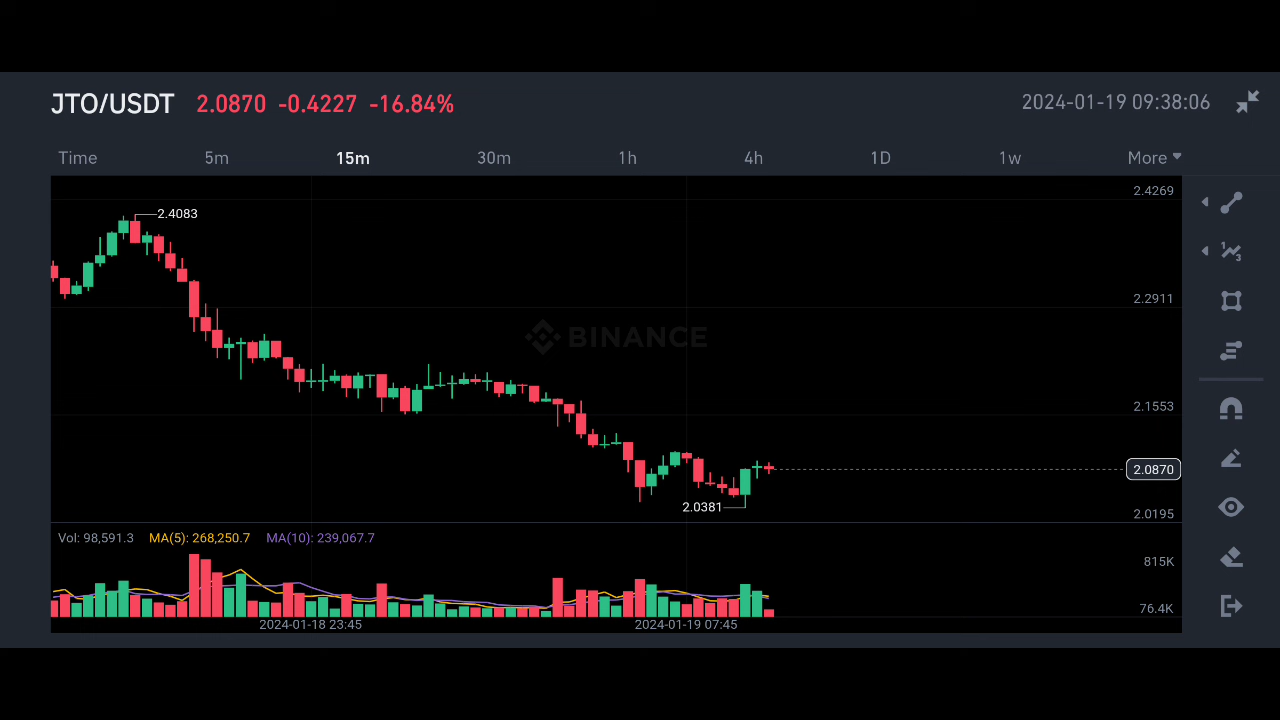 JTO/USDT 2.0870 -0.4227 -16.84% 2024-01-19 09:38:06
Time 5m 15m 30m 1h 4h 1D 1w More
2.4269
2.4083
2.2911
BINANCE
2.1553
2.0870
2.0381
2.0195
Vol: 98,591.3 MA(5): 268,250.7 MA(10): 239,067.7
815K
76.4K
2024-01-18 23:45 2024-01-19 07:45